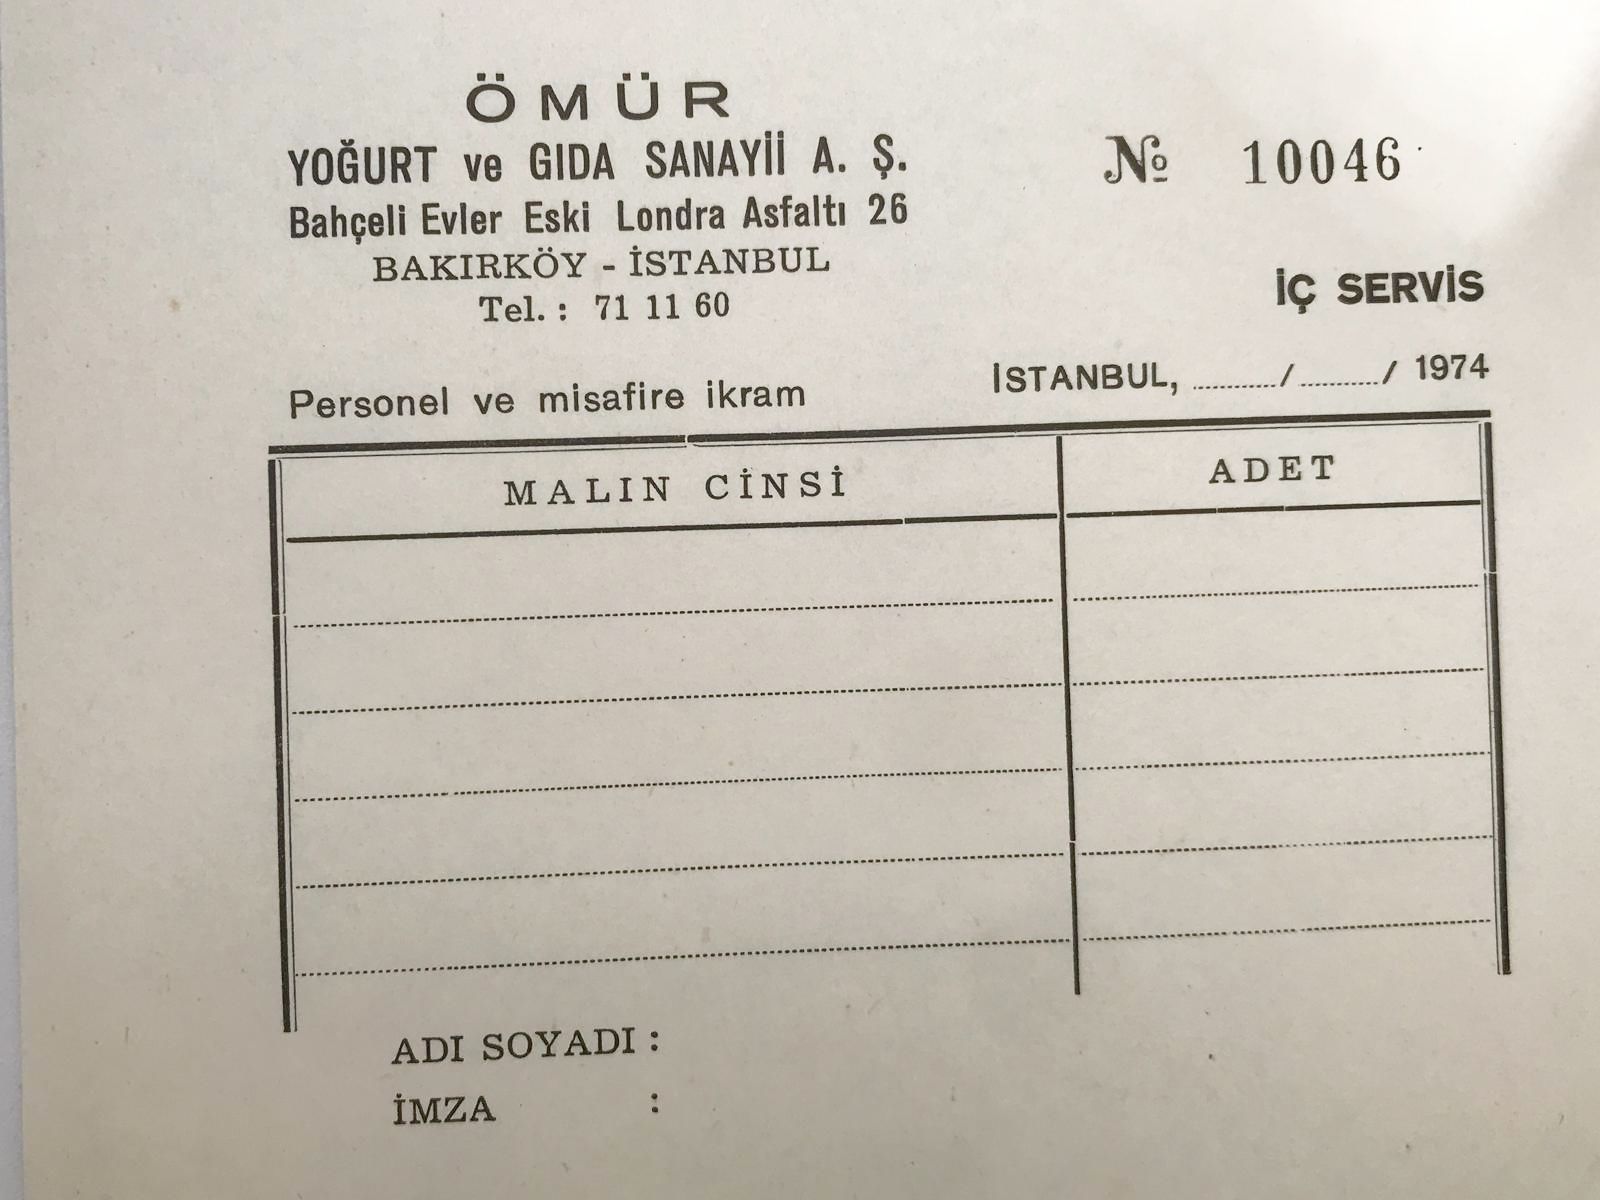 ÖMÜR
YOĞURT ve GIDA SANAYİİ A. Ş.
Bahçeli Evler Eski Londra Asfaltı 26
BAKIRKÖY - İSTANBUL
Tel. : 71 11 60
№ 10046
İÇ SERVİS
Personel ve misafire ikram
İSTANBUL, ........../........../ 1974
MALIN CİNSİ
ADET
ADI SOYADI :
İMZA :